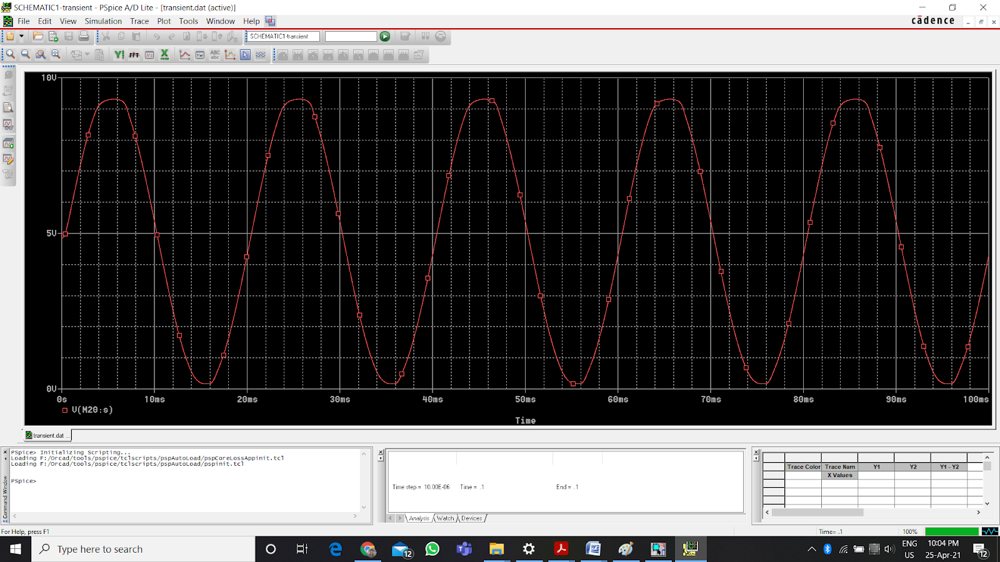 SCHEMATIC1-transient - PSpice A/D Lite - [transient.dat (active)]
File Edit View Simulation Trace Plot Tools Window Help
cādence
SCHEMATIC1-transient
ABC
abc
10V
5V
0V
0s 10ms 20ms 30ms 40ms 50ms 60ms 70ms 80ms 90ms 100ms
V(M20:s)
Time
transient.dat ...
PSpice> Initializing Scripting...
Loading F:/Orcad/tools/pspice/tclscripts/pspAutoLoad/pspCoreLossAppinit.tcl
Loading F:/Orcad/tools/pspice/tclscripts/pspAutoLoad/pspinit.tcl
PSpice>
Command Window
Time step = 10.00E-06 Time = .1 End = .1
Analysis Watch Devices
Trace Color Trace Nam Y1 Y2 Y1 - Y2
X Values
For Help, press F1
Time= .1 100%
Type here to search
12
ENG
US
10:04 PM
25-Apr-21
12